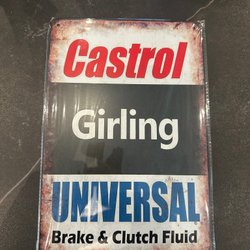 Castrol
Girling
UNIVERSAL
Brake & Clutch Fluid